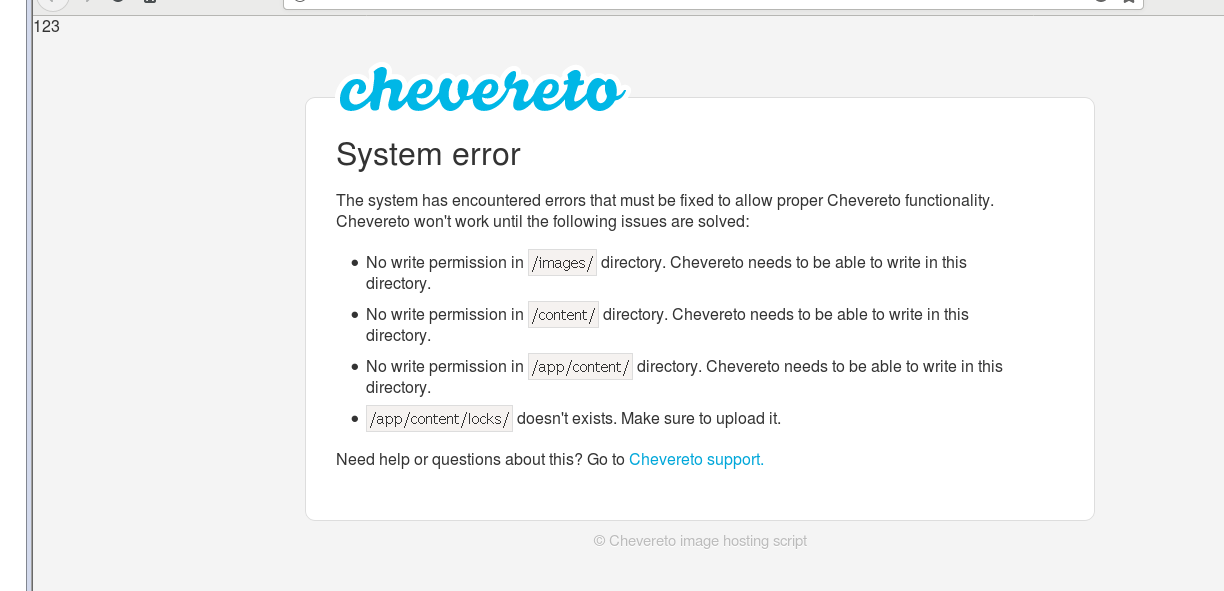 123
chevereto
System error
The system has encountered errors that must be fixed to allow proper Chevereto functionality.
Chevereto won't work until the following issues are solved:
• No write permission in /images/ directory. Chevereto needs to be able to write in this
directory.
• No write permission in /content/ directory. Chevereto needs to be able to write in this
directory.
• No write permission in /app/content/ directory. Chevereto needs to be able to write in this
directory.
• /app/content/locks/ doesn't exists. Make sure to upload it.
Need help or questions about this? Go to Chevereto support.
© Chevereto image hosting script